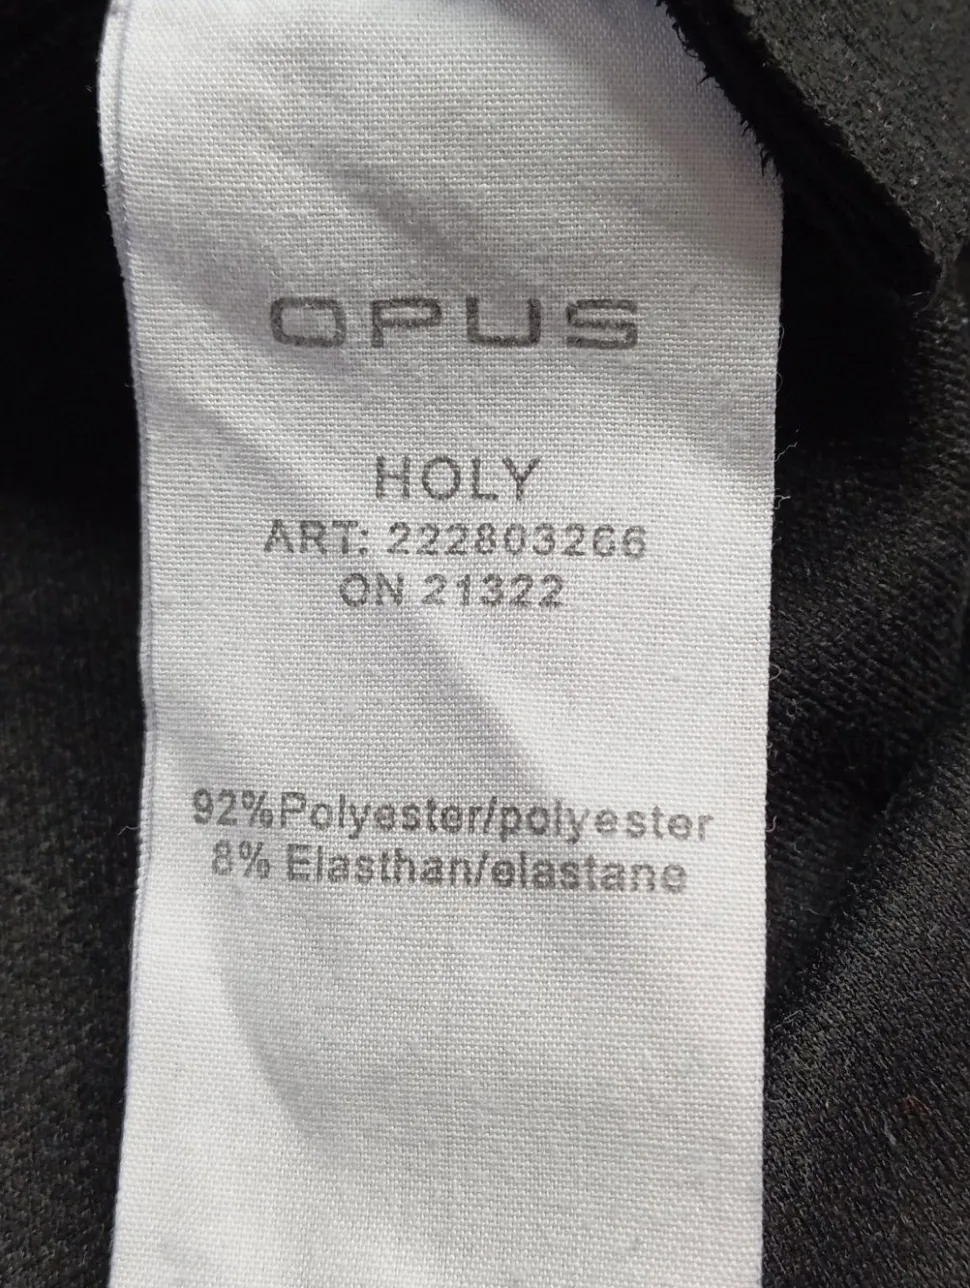 OPUS
HOLY
ART: 222803266
ON 21322
92%Polyester/polyester
8% Elasthan/elastane